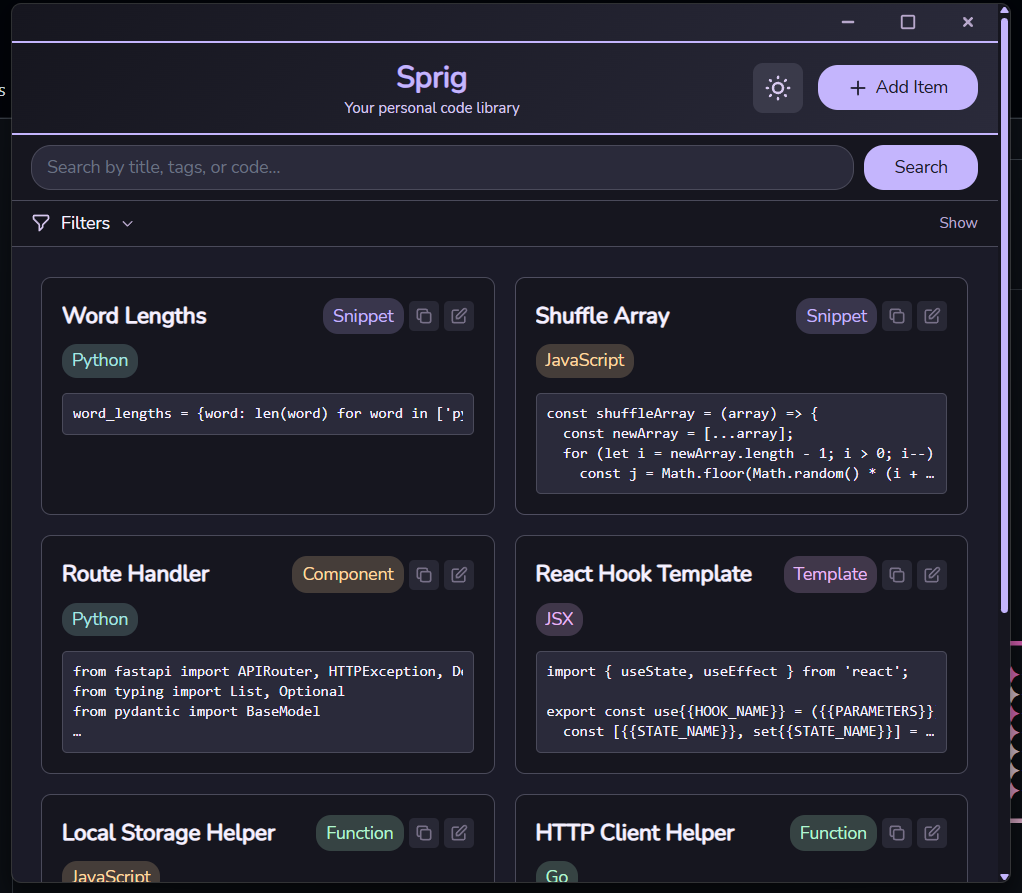 s
Sprig
Your personal code library
Add Item
Search by title, tags, or code...
Search
Filters
Show
Word Lengths
Snippet
Python
word_lengths = {word: len(word) for word in ['py
Shuffle Array
Snippet
JavaScript
const shuffleArray = (array) => {
  const newArray = [...array];
  for (let i = newArray.length - 1; i > 0; i--)
    const j = Math.floor(Math.random() * (i + …
Route Handler
Component
Python
from fastapi import APIRouter, HTTPException, De
from typing import List, Optional
from pydantic import BaseModel
…
React Hook Template
Template
JSX
import { useState, useEffect } from 'react';
export const use{{HOOK_NAME}} = ({{PARAMETERS}}
  const [{{STATE_NAME}}, set{{STATE_NAME}}] = …
Local Storage Helper
Function
JavaScript
HTTP Client Helper
Function
Go